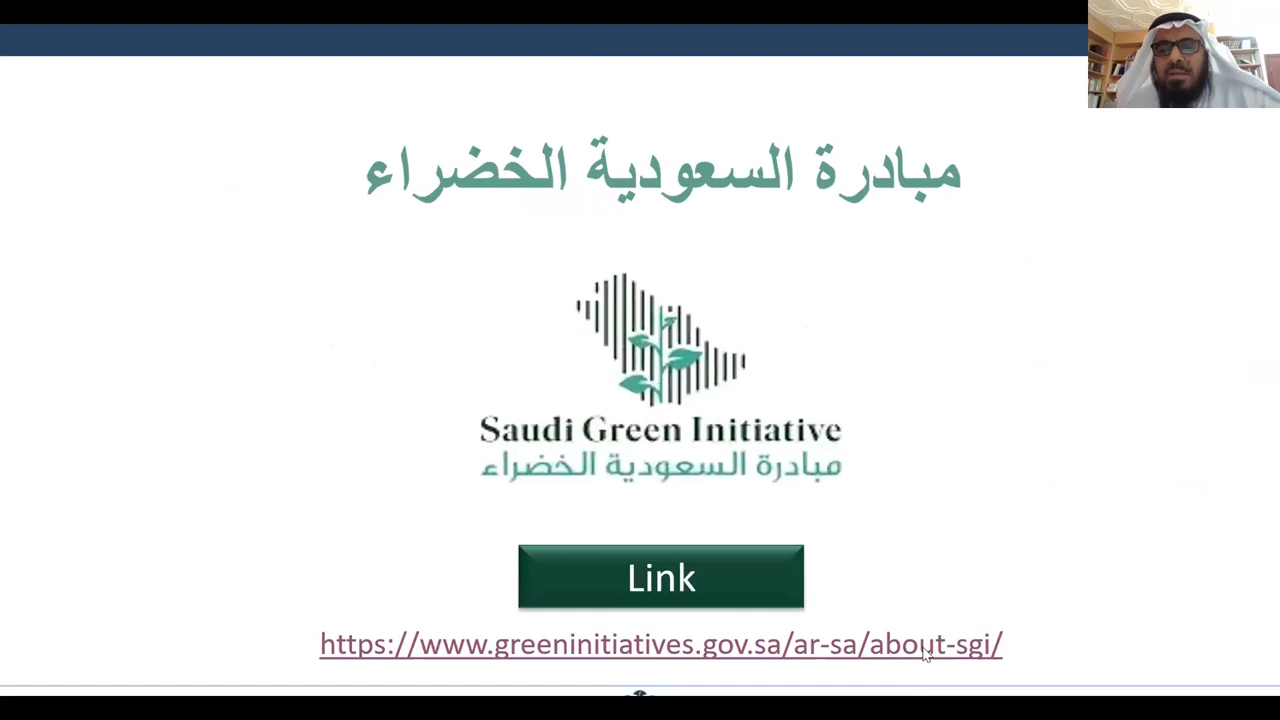 مبادرة السعودية الخضراء
Saudi Green Initiative
مبادرة السعودية الخضراء
Link
https://www.greeninitiatives.gov.sa/ar-sa/about-sgi/